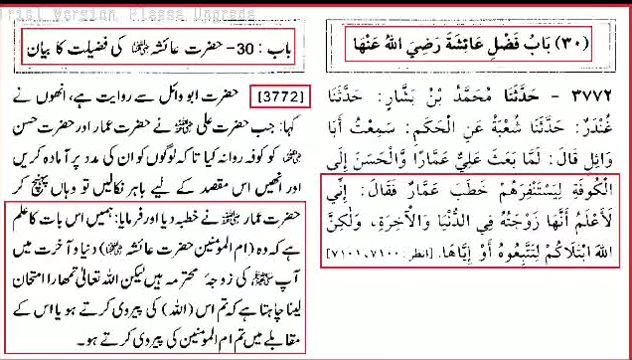 Trial Version Please Upgrade
باب : 30- حضرت عائشہ ؓ کی فضیلت کا بیان
[3772] حضرت ابو وائل سے روایت ہے، انھوں نے
کہا: جب حضرت علی ؓ نے حضرت عمار اور حضرت حسن
ؓ کو کوفہ روانہ کیا تاکہ لوگوں کو ان کی مدد پر آمادہ کریں
اور انھیں اس مقصد کے لیے باہر نکالیں تو وہاں پہنچ کر
حضرت عمار ؓ نے خطبہ دیا اور فرمایا: ہمیں اس بات کا علم
ہے کہ وہ (ام المومنین حضرت عائشہ ؓ) دنیا و آخرت میں
آپ ﷺ کی زوجۂ محترمہ ہیں لیکن اللہ تعالیٰ تمھارا امتحان
لینا چاہتا ہے کہ تم اس (اللہ) کی پیروی کرتے ہو یا اس کے
مقابلے میں تم ام المومنین کی پیروی کرتے ہو۔
(٣٠) بَابُ فَضْلِ عَائِشَةَ رَضِيَ اللهُ عَنْهَا
٣٧٧٢ - حَدَّثَنَا مُحَمَّدُ بْنُ بَشَّارٍ: حَدَّثَنَا
غُنْدَرٌ: حَدَّثَنَا شُعْبَةُ عَنِ الْحَكَمِ: سَمِعْتُ أَبَا
وَائِلٍ قَالَ: لَمَّا بَعَثَ عَلِيٌّ عَمَّارًا وَّالْحَسَنَ إِلَى
الْكُوفَةِ لِيَسْتَنْفِرَهُمْ خَطَبَ عَمَّارٌ فَقَالَ: إِنِّي
لَأَعْلَمُ أَنَّهَا زَوْجَتُهُ فِي الدُّنْيَا وَالْآخِرَةِ، وَلٰكِنَّ
اللهَ ابْتَلَاكُمْ لِتَتَّبِعُوهُ أَوْ إِيَّاهَا. [انظر: ٧١٠٠، ٧١٠١]